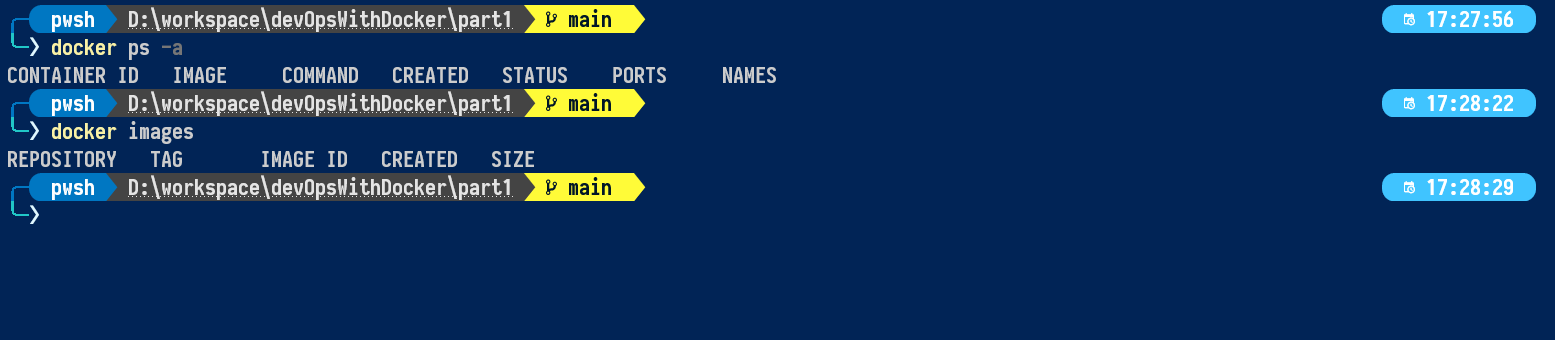 pwsh D:\workspace\devOpsWithDocker\part1 main 17:27:56
❯ docker ps -a
CONTAINER ID IMAGE COMMAND CREATED STATUS PORTS NAMES
pwsh D:\workspace\devOpsWithDocker\part1 main 17:28:22
❯ docker images
REPOSITORY TAG IMAGE ID CREATED SIZE
pwsh D:\workspace\devOpsWithDocker\part1 main 17:28:29
❯